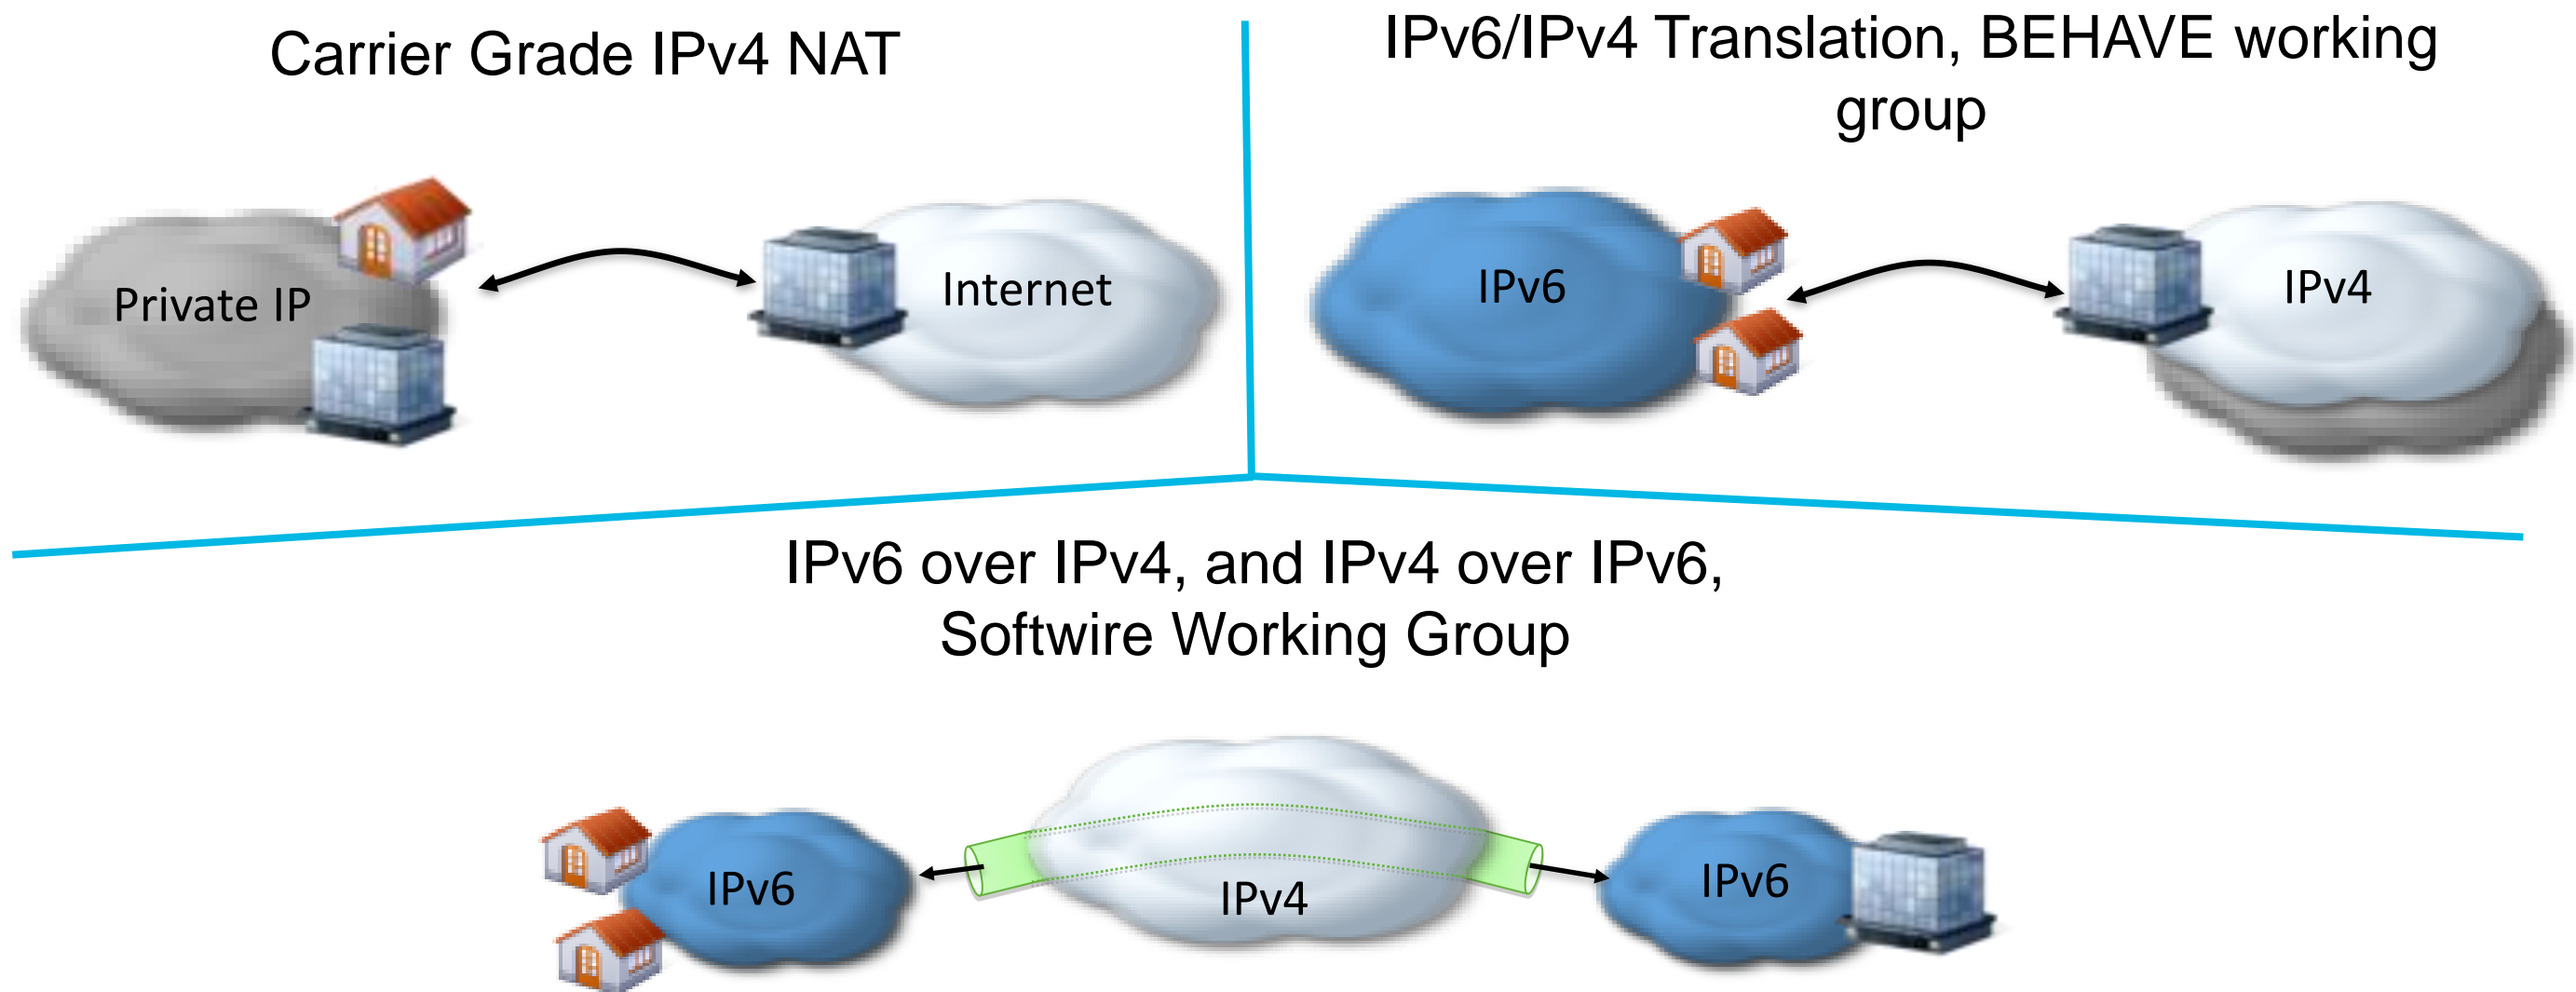 Carrier Grade IPv4 NAT
Private IP
Internet
IPv6/IPv4 Translation, BEHAVE working
group
IPv6
IPv4
IPv6 over IPv4, and IPv4 over IPv6,
Softwire Working Group
IPv6
IPv4
IPv6